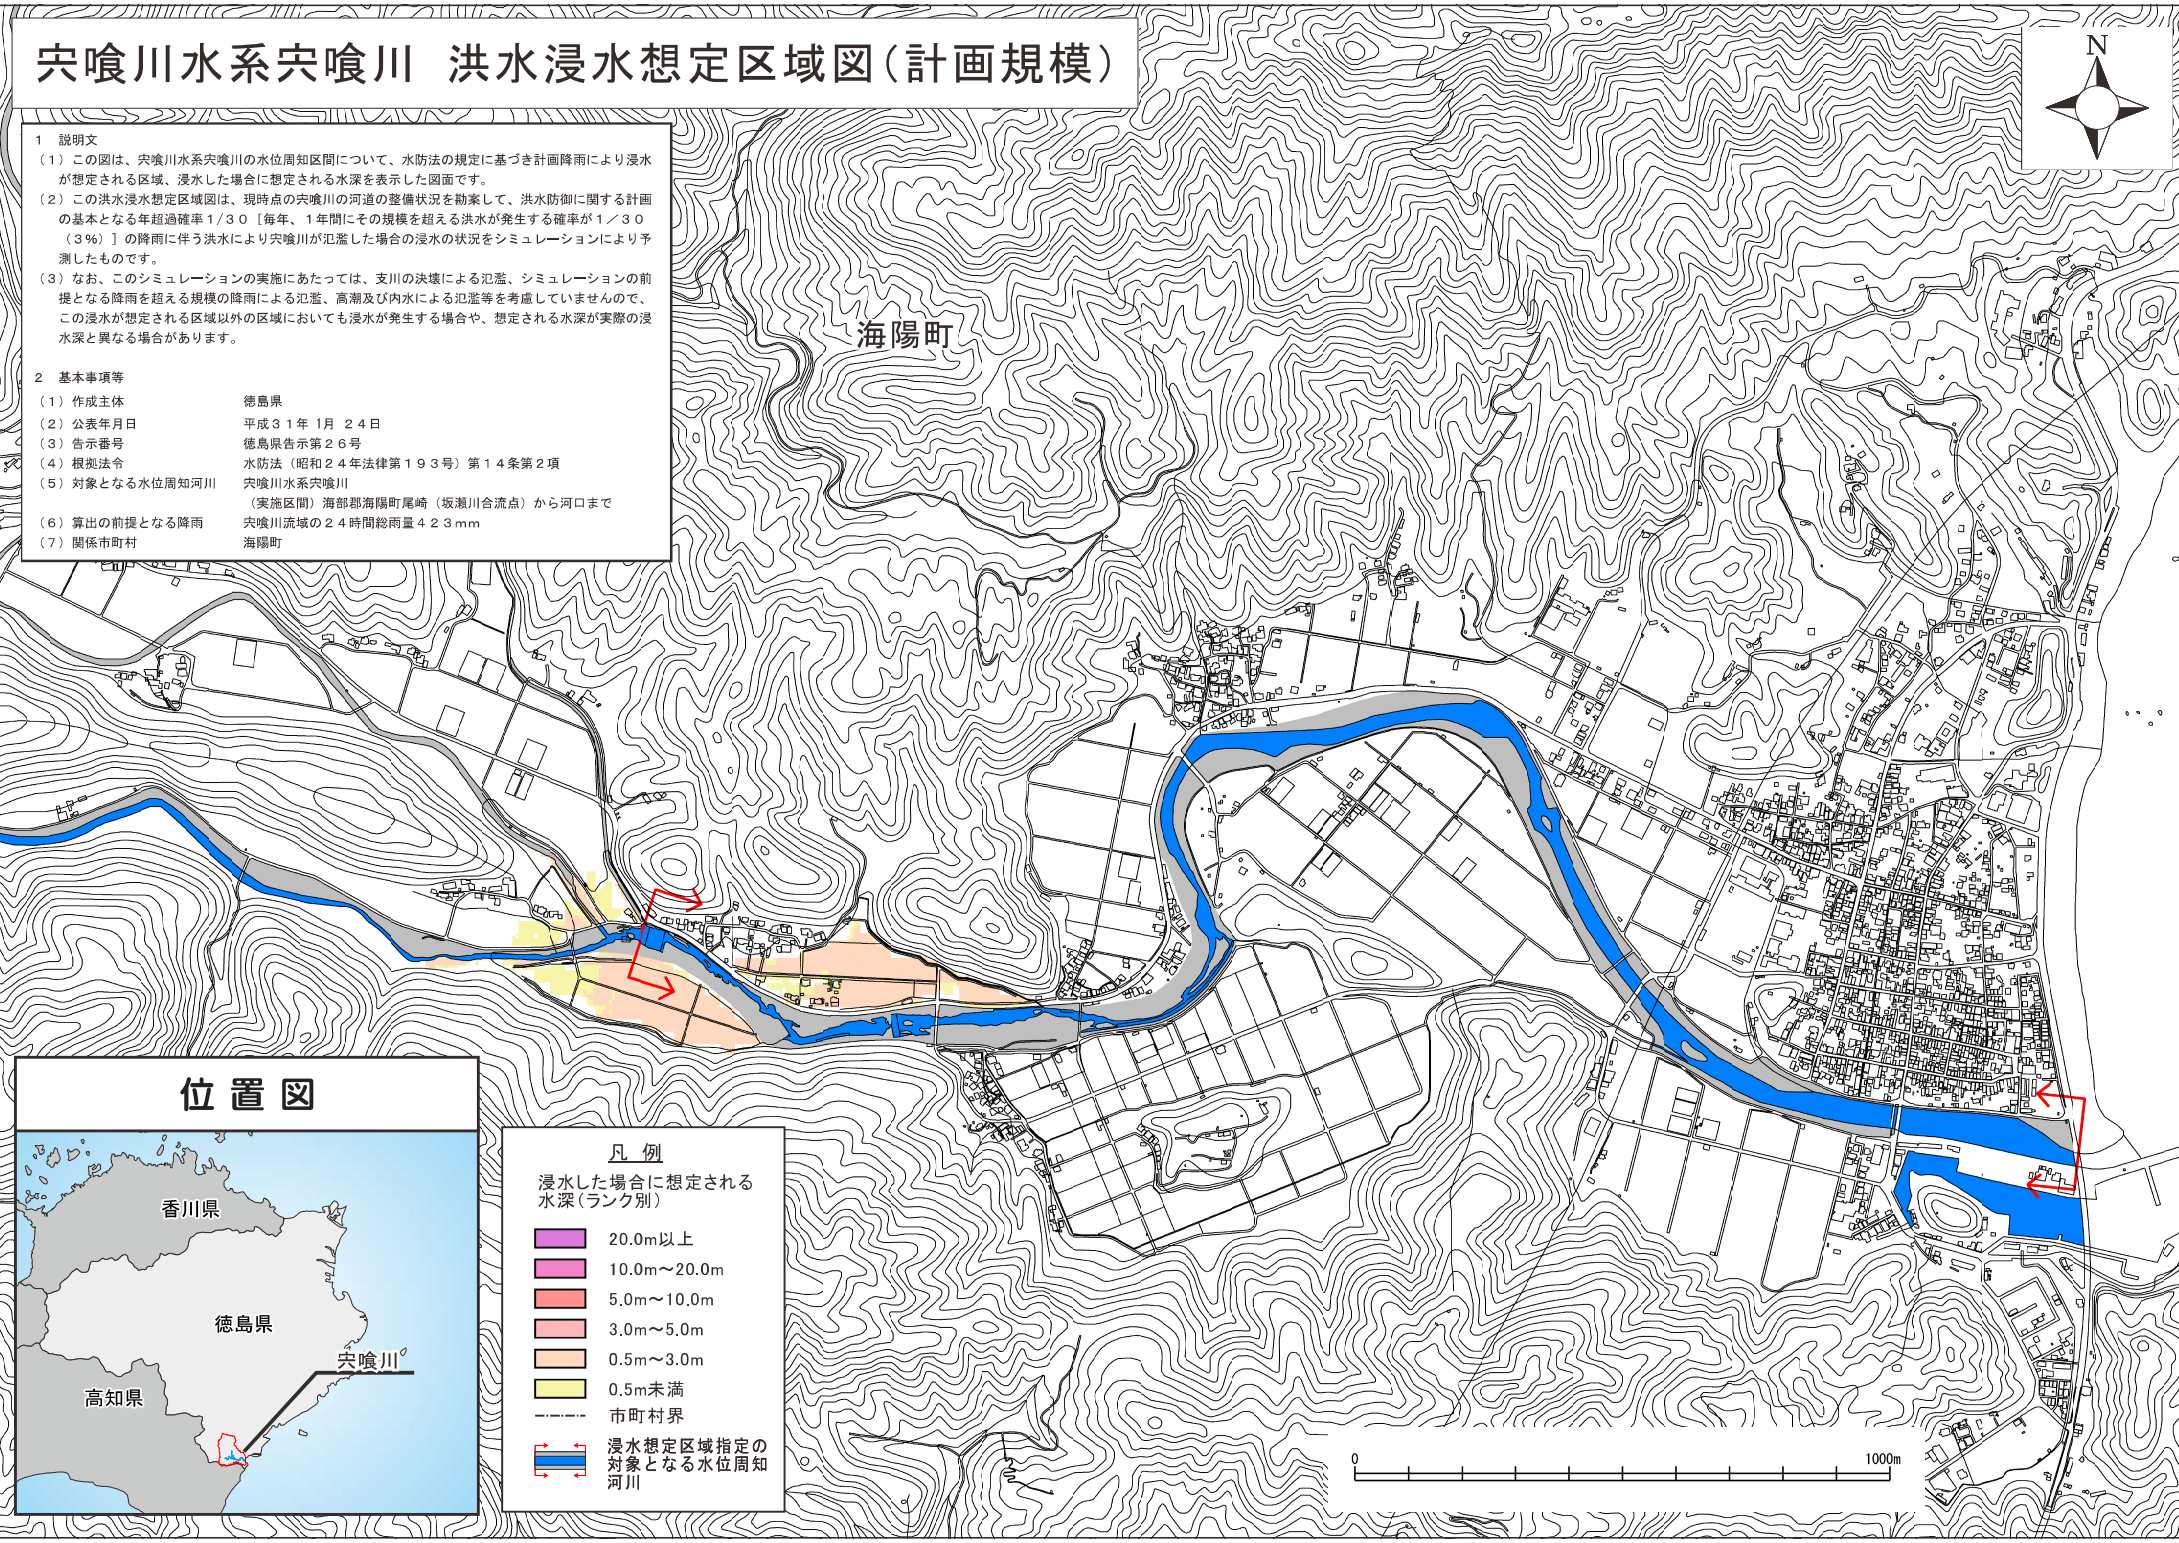 宍喰川水系宍喰川 洪水浸水想定区域図(計画規模)
N
1 説明文
(1) この図は、宍喰川水系宍喰川の水位周知区間について、水防法の規定に基づき計画降雨により浸水
が想定される区域、浸水した場合に想定される水深を表示した図面です。
(2) この洪水浸水想定区域図は、現時点の宍喰川の河道の整備状況を勘案して、洪水防御に関する計画
の基本となる年超過確率1/30［毎年、1年間にその規模を超える洪水が発生する確率が1/30
(3%)］の降雨に伴う洪水により宍喰川が氾濫した場合の浸水の状況をシミュレーションにより予
測したものです。
(3) なお、このシミュレーションの実施にあたっては、支川の決壊による氾濫、シミュレーションの前
提となる降雨を超える規模の降雨による氾濫、高潮及び内水による氾濫等を考慮していませんので、
この浸水が想定される区域以外の区域においても浸水が発生する場合や、想定される水深が実際の浸
水深と異なる場合があります。
2 基本事項等
(1) 作成主体 徳島県
(2) 公表年月日 平成31年 1月 24日
(3) 告示番号 徳島県告示第26号
(4) 根拠法令 水防法（昭和24年法律第193号）第14条第2項
(5) 対象となる水位周知河川 宍喰川水系宍喰川
（実施区間）海部郡海陽町尾崎（坂瀬川合流点）から河口まで
(6) 算出の前提となる降雨 宍喰川流域の24時間総雨量423mm
(7) 関係市町村 海陽町
海陽町
位置図
香川県
徳島県
宍喰川
高知県
凡 例
浸水した場合に想定される
水深(ランク別)
20.0m以上
10.0m～20.0m
5.0m～10.0m
3.0m～5.0m
0.5m～3.0m
0.5m未満
市町村界
浸水想定区域指定の
対象となる水位周知
河川
0 1000m